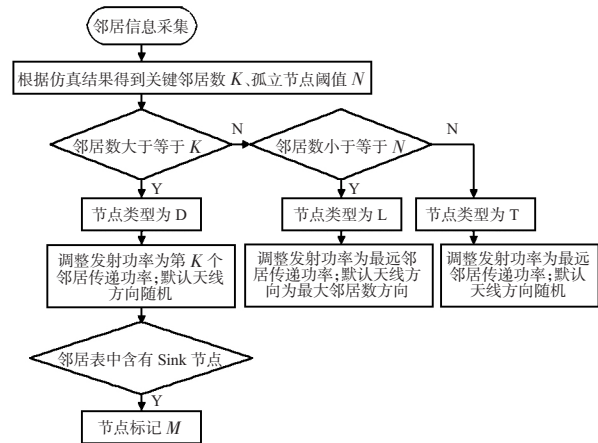 邻居信息采集
根据仿真结果得到关键邻居数 K、孤立节点阈值 N
邻居数大于等于 K
N
邻居数小于等于 N
N
Y
Y
节点类型为 D
节点类型为 L
节点类型为 T
调整发射功率为第 K 个
邻居传递功率;默认天线
方向随机
调整发射功率为最远邻
居传递功率;默认天线方
向为最大邻居数方向
调整发射功率为最远
邻居传递功率;默认
天线方向随机
邻居表中含有 Sink 节点
Y
节点标记 M